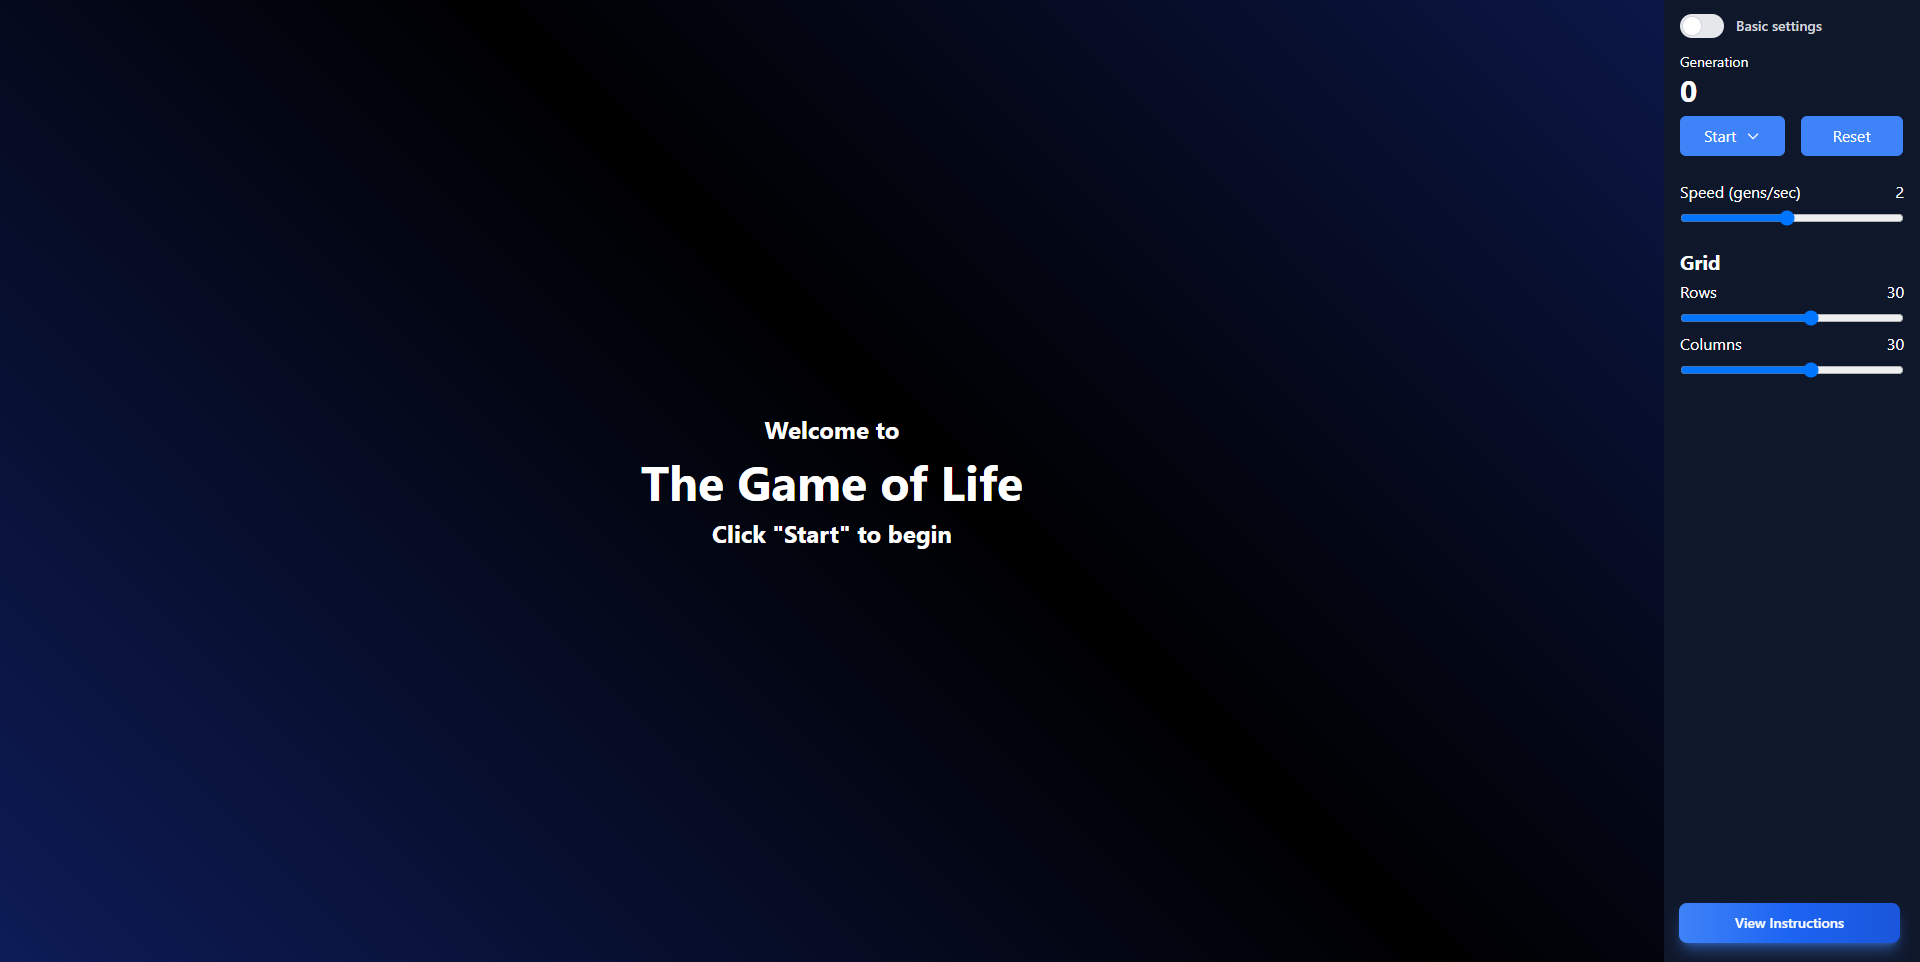 Welcome to
The Game of Life
Click "Start" to begin
Basic settings
Generation
0
Start
Reset
Speed (gens/sec) 2
Grid
Rows 30
Columns 30
View Instructions